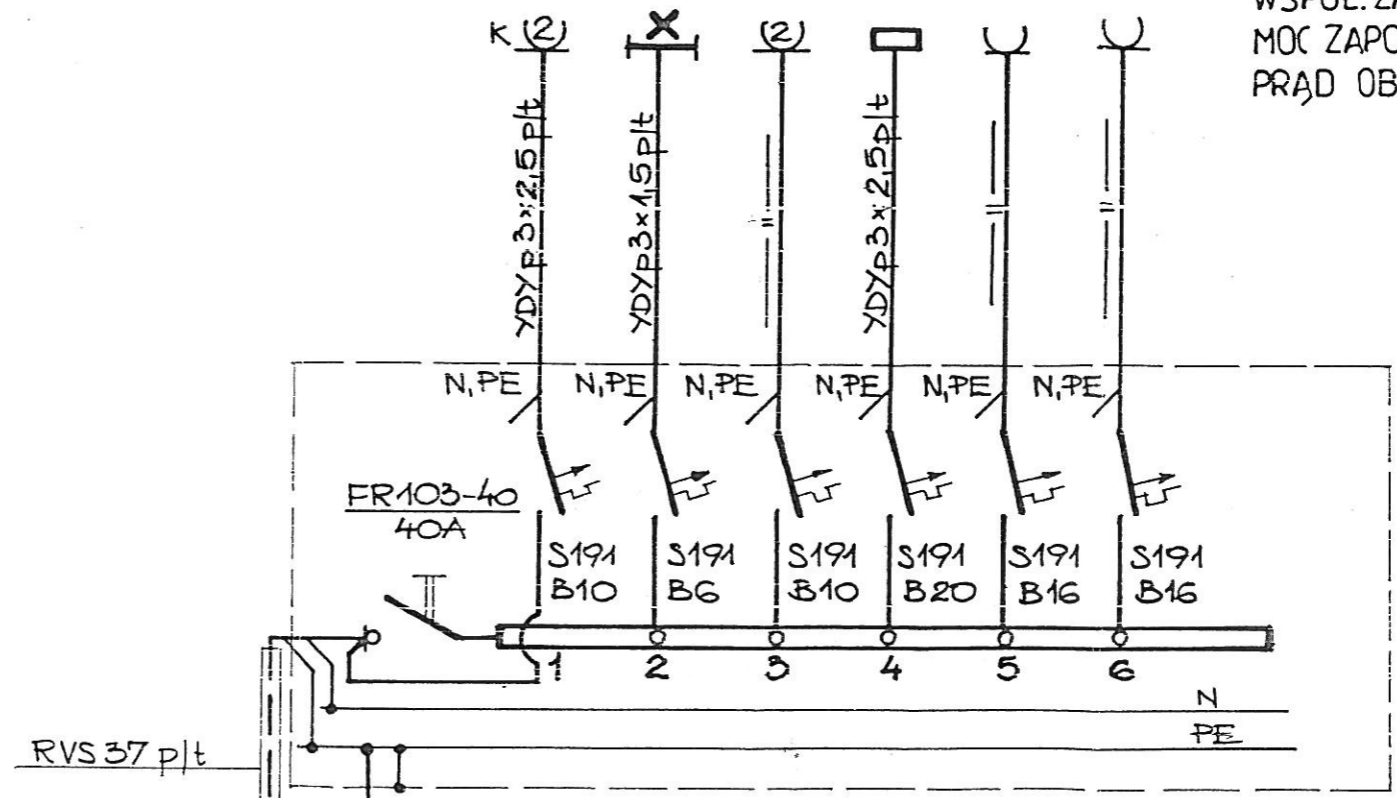 K (2)
(2)
MOC ZAPO
PRĄD OB
YDYp 3×2,5 p/t
YDYp 3×1,5 p/t
—— " ——
YDYp 3×2,5 p/t
—— " ——
—— " ——
N,PE N,PE N,PE N,PE N,PE N,PE
FR103-40
40A
S191 S191 S191 S191 S191 S191
B10 B6 B10 B20 B16 B16
1 2 3 4 5 6
N
PE
RVS 37 p/t